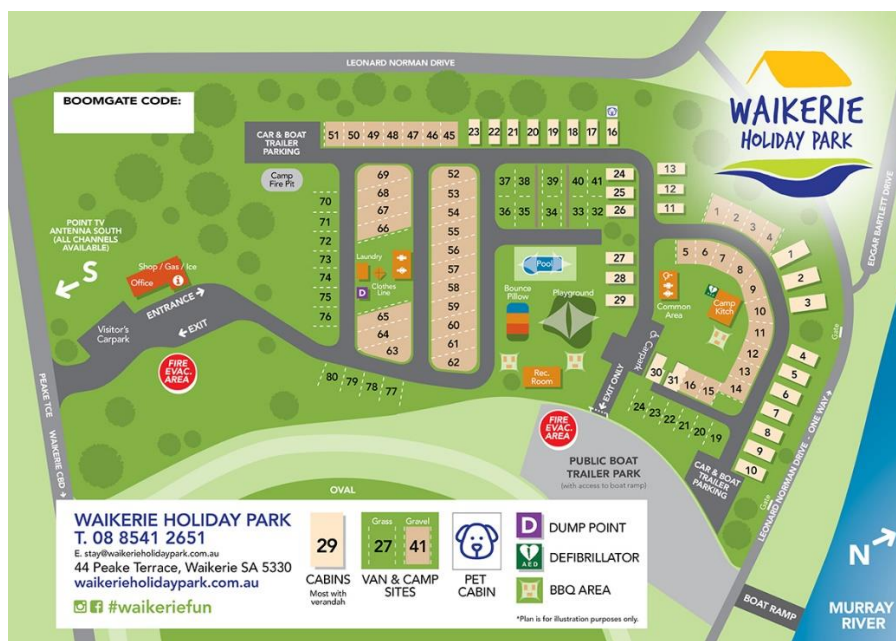 LEONARD NORMAN DRIVE
BOOMGATE CODE:
WAIKERIE
HOLIDAY PARK
CAR & BOAT
TRAILER
PARKING
51 50 49 48 47 46 45
23 22 21 20 19 18 17 16
Camp
Fire Pit
69
68
67
66
52
53
54
55
56
57
58
59
60
61
62
37 38 39 40 41
36 35 34 33 32
24
25
26
13
12
11
1 2 3 4
EDGAR BARTLETT DRIVE
POINT TV
ANTENNA SOUTH
(ALL CHANNELS
AVAILABLE)
S
70
71
72
73
74
75
76
Laundry
Clothes
Line
D
65
64
63
Shop / Gas / Ice
Office
i
ENTRANCE
EXIT
Visitor's
Carpark
FIRE
EVAC.
AREA
Pool
27
28
29
Bounce
Pillow
Playground
Rec.
Room
5 6 7 8
9
10
11
12
13
14
15
16
31
30
Common
Area
AED
Camp
Kitch
1
2
3
Gate
4
5
6
7
8
9
10
Carpark
EXIT ONLY
80 79 78 77
24 23 22 21 20 19
FIRE
EVAC.
AREA
PUBLIC BOAT
TRAILER PARK
(with access to boat ramp)
CAR & BOAT
TRAILER
PARKING
Gate
LEONARD NORMAN DRIVE - ONE WAY
PEAKE TCE
WAIKERIE CBD
OVAL
WAIKERIE HOLIDAY PARK
T. 08 8541 2651
E. stay@waikerieholidaypark.com.au
44 Peake Terrace, Waikerie SA 5330
waikerieholidaypark.com.au
#waikeriefun
29
CABINS
Most with
verandah
Grass Gravel
27 41
VAN & CAMP
SITES
PET
CABIN
D DUMP POINT
AED DEFIBRILLATOR
BBQ AREA
*Plan is for illustration purposes only.
N
BOAT RAMP
MURRAY
RIVER